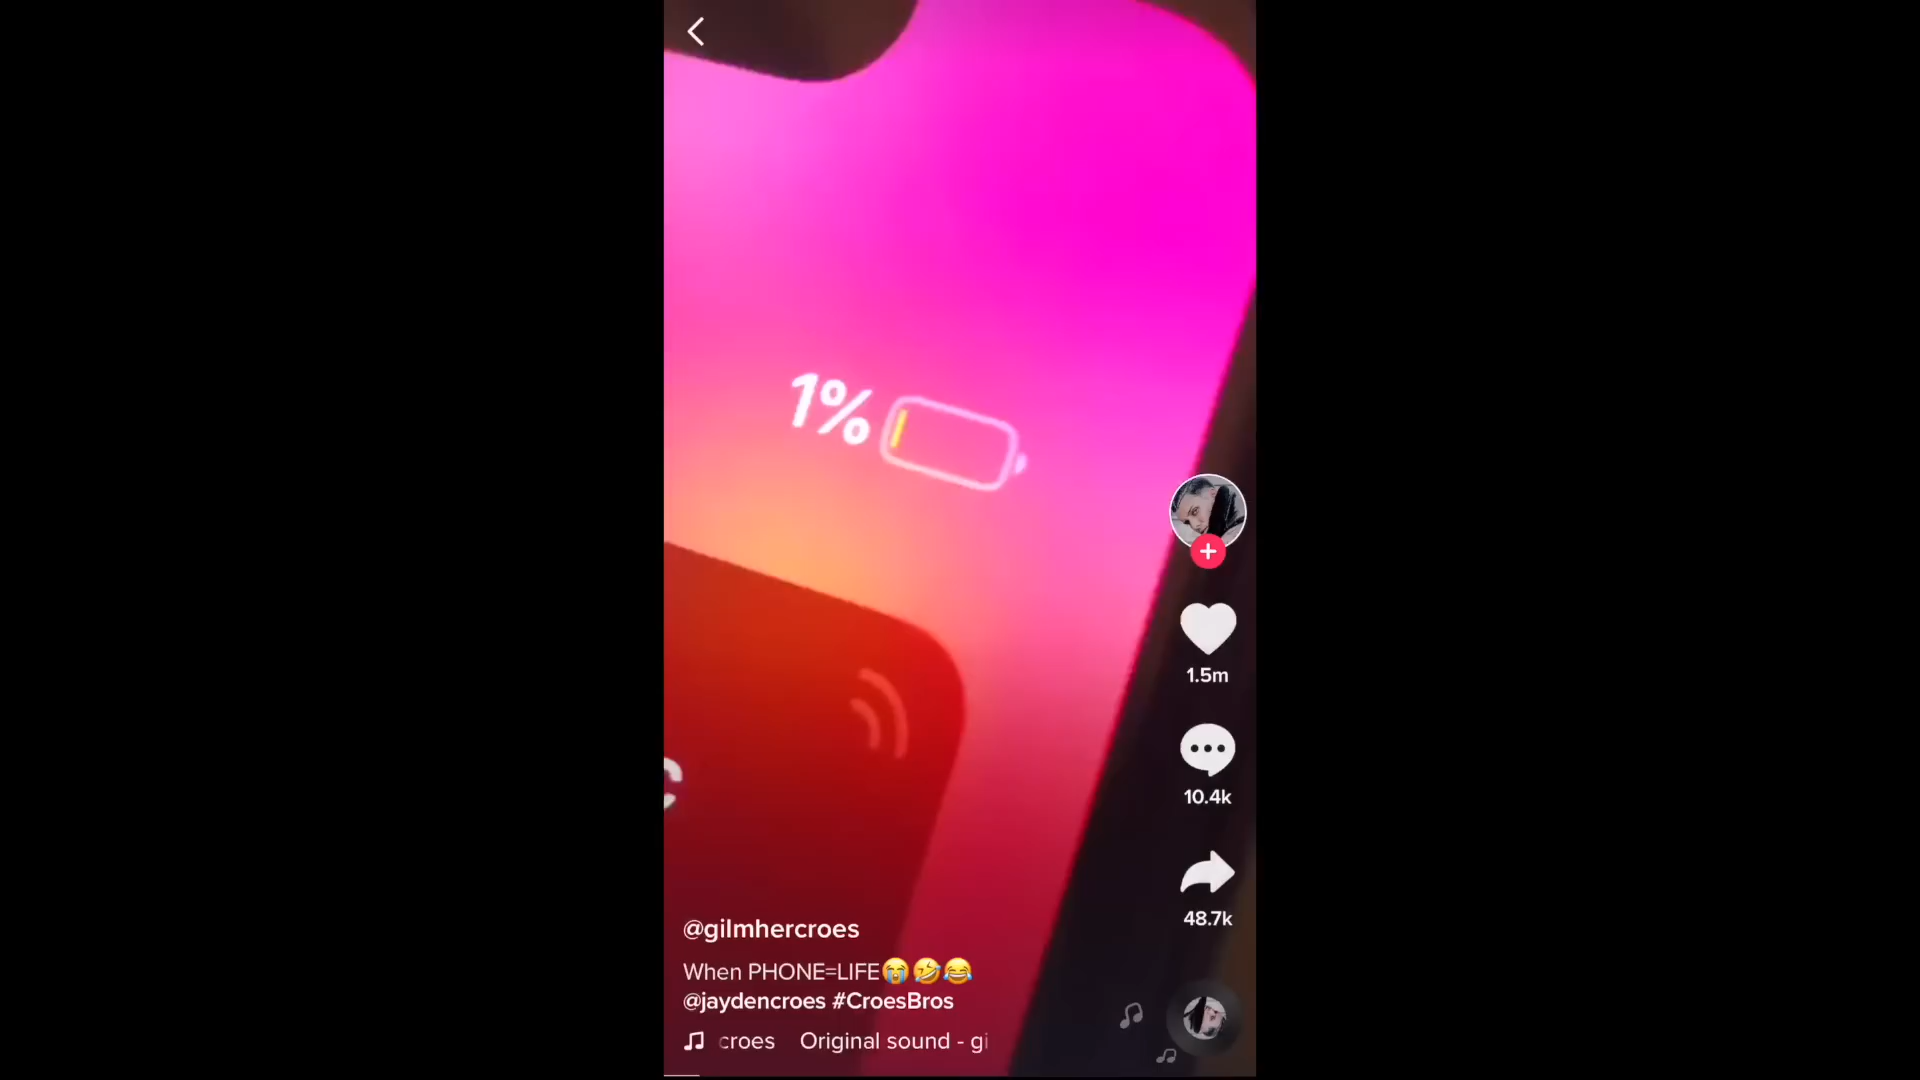 1%
1.5m
10.4k
48.7k
@gilmhercroes
When PHONE=LIFE😭🤣😂
@jaydencroes #CroesBros
croes Original sound - gi